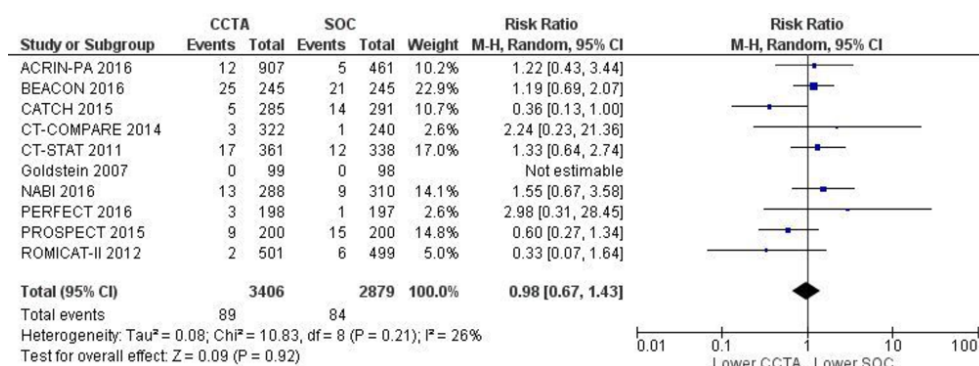 CCTA SOC Risk Ratio Risk Ratio
Study or Subgroup Events Total Events Total Weight M-H, Random, 95% CI M-H, Random, 95% CI
ACRIN-PA 2016 12 907 5 461 10.2% 1.22 [0.43, 3.44]
BEACON 2016 25 245 21 245 22.9% 1.19 [0.69, 2.07]
CATCH 2015 5 285 14 291 10.7% 0.36 [0.13, 1.00]
CT-COMPARE 2014 3 322 1 240 2.6% 2.24 [0.23, 21.36]
CT-STAT 2011 17 361 12 338 17.0% 1.33 [0.64, 2.74]
Goldstein 2007 0 99 0 98 Not estimable
NABI 2016 13 288 9 310 14.1% 1.55 [0.67, 3.58]
PERFECT 2016 3 198 1 197 2.6% 2.98 [0.31, 28.45]
PROSPECT 2015 9 200 15 200 14.8% 0.60 [0.27, 1.34]
ROMICAT-II 2012 2 501 6 499 5.0% 0.33 [0.07, 1.64]
Total (95% CI) 3406 2879 100.0% 0.98 [0.67, 1.43]
Total events 89 84
Heterogeneity: Tau² = 0.08; Chi² = 10.83, df = 8 (P = 0.21); I² = 26%
Test for overall effect: Z = 0.09 (P = 0.92)
0.01 0.1 1 10 100
Lower CCTA Lower SOC